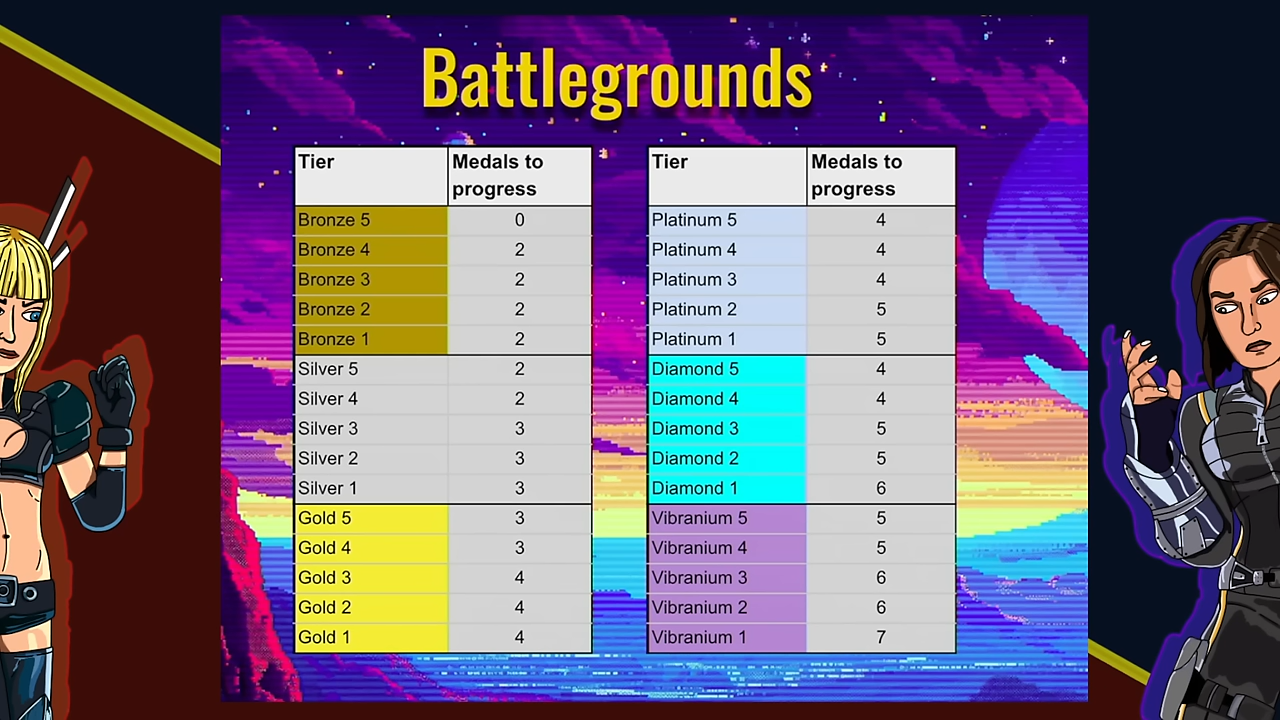 Battlegrounds
Tier Medals to progress
Bronze 5 0
Bronze 4 2
Bronze 3 2
Bronze 2 2
Bronze 1 2
Silver 5 2
Silver 4 2
Silver 3 3
Silver 2 3
Silver 1 3
Gold 5 3
Gold 4 3
Gold 3 4
Gold 2 4
Gold 1 4
Tier Medals to progress
Platinum 5 4
Platinum 4 4
Platinum 3 4
Platinum 2 5
Platinum 1 5
Diamond 5 4
Diamond 4 4
Diamond 3 5
Diamond 2 5
Diamond 1 6
Vibranium 5 5
Vibranium 4 5
Vibranium 3 6
Vibranium 2 6
Vibranium 1 7